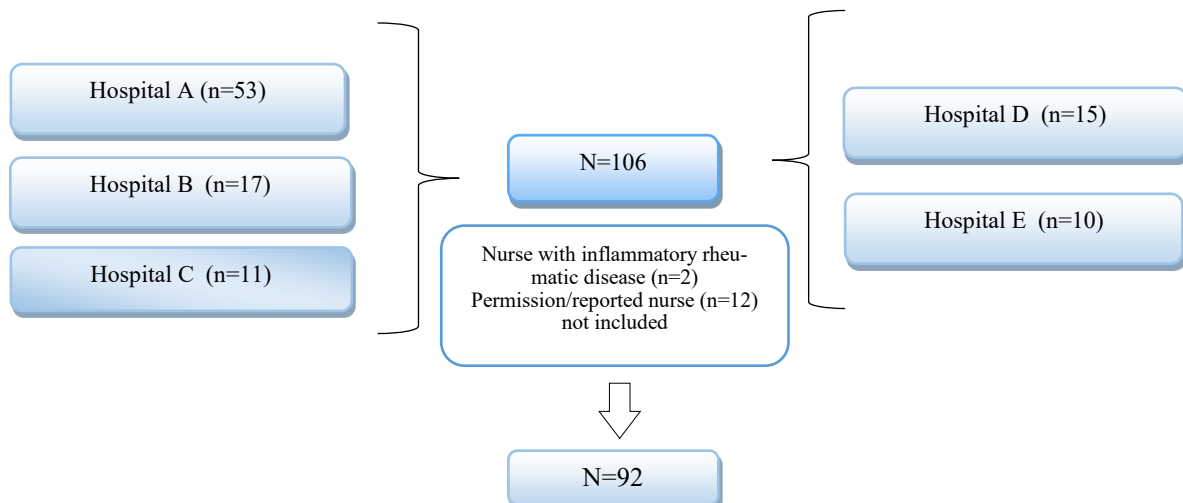 Hospital A (n=53)
Hospital B  (n=17)
Hospital C  (n=11)
N=106
Nurse with inflammatory rheu-
matic disease (n=2)
Permission/reported nurse (n=12)
not included
N=92
Hospital D  (n=15)
Hospital E  (n=10)